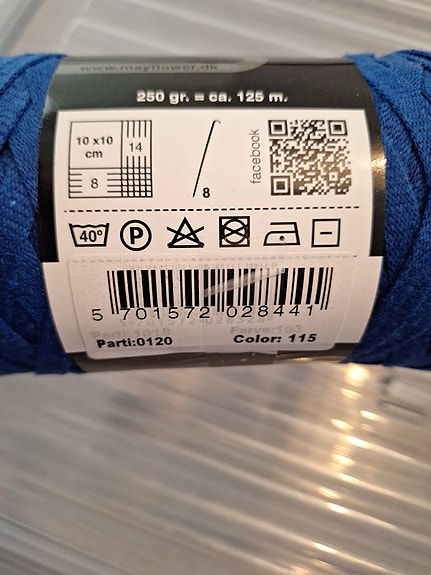 www.mayflower.dk
250 gr. = ca. 125 m.
10 x10
cm
14
8
8
facebook
40°
P
5 701572 028441
Parti:0120 Color: 115